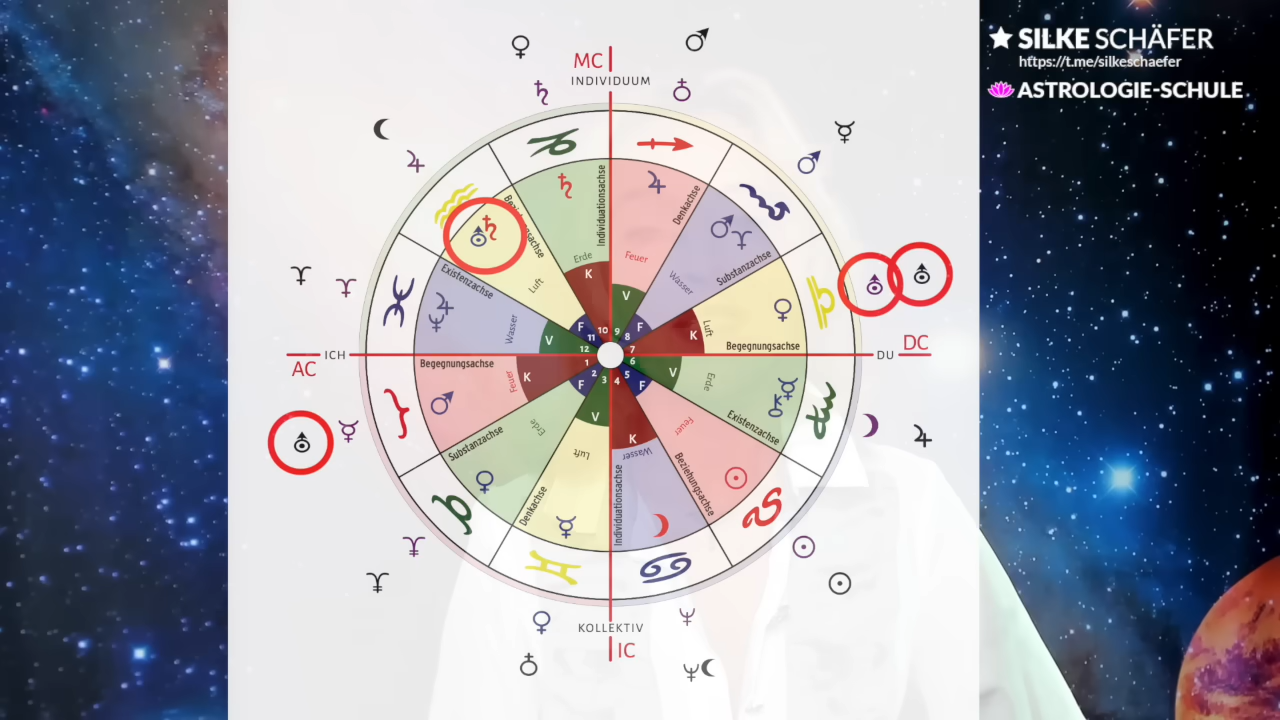 SILKE SCHÄFER
https://t.me/silkeschaefer
ASTROLOGIE-SCHULE
MC
INDIVIDUUM
Individuationsachse
Denkachse
Substanzachse
Begegnungsachse
Existenzachse
Beziehungsachse
Individuationsachse
Denkachse
Substanzachse
Begegnungsachse
Existenzachse
Erde
Feuer
Wasser
Luft
Erde
Feuer
Wasser
Luft
Erde
Feuer
Wasser
Luft
K
V
F
K
V
F
K
V
F
K
V
F
10
9
8
7
6
5
4
3
2
1
12
11
AC
ICH
DU
DC
KOLLEKTIV
IC